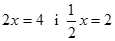 2x = 4 i 1/2 x = 2